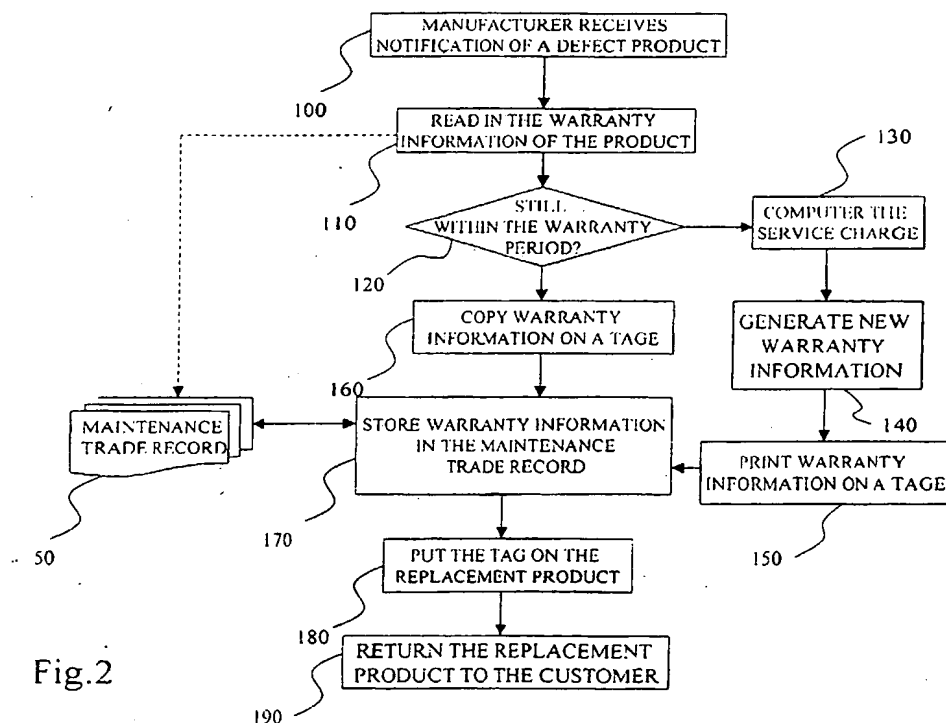 MANUFACTURER RECEIVES
NOTIFICATION OF A DEFECT PRODUCT
100
READ IN THE WARRANTY
INFORMATION OF THE PRODUCT
110
130
STILL
WITHIN THE WARRANTY
PERIOD?
120
COMPUTER THE
SERVICE CHARGE
COPY WARRANTY
INFORMATION ON A TAGE
160
GENERATE NEW
WARRANTY
INFORMATION
140
MAINTENANCE
TRADE RECORD
50
STORE WARRANTY INFORMATION
IN THE MAINTENANCE
TRADE RECORD
170
PRINT WARRANTY
INFORMATION ON A TAGE
150
PUT THE TAG ON THE
REPLACEMENT PRODUCT
180
RETURN THE REPLACEMENT
PRODUCT TO THE CUSTOMER
190
Fig.2